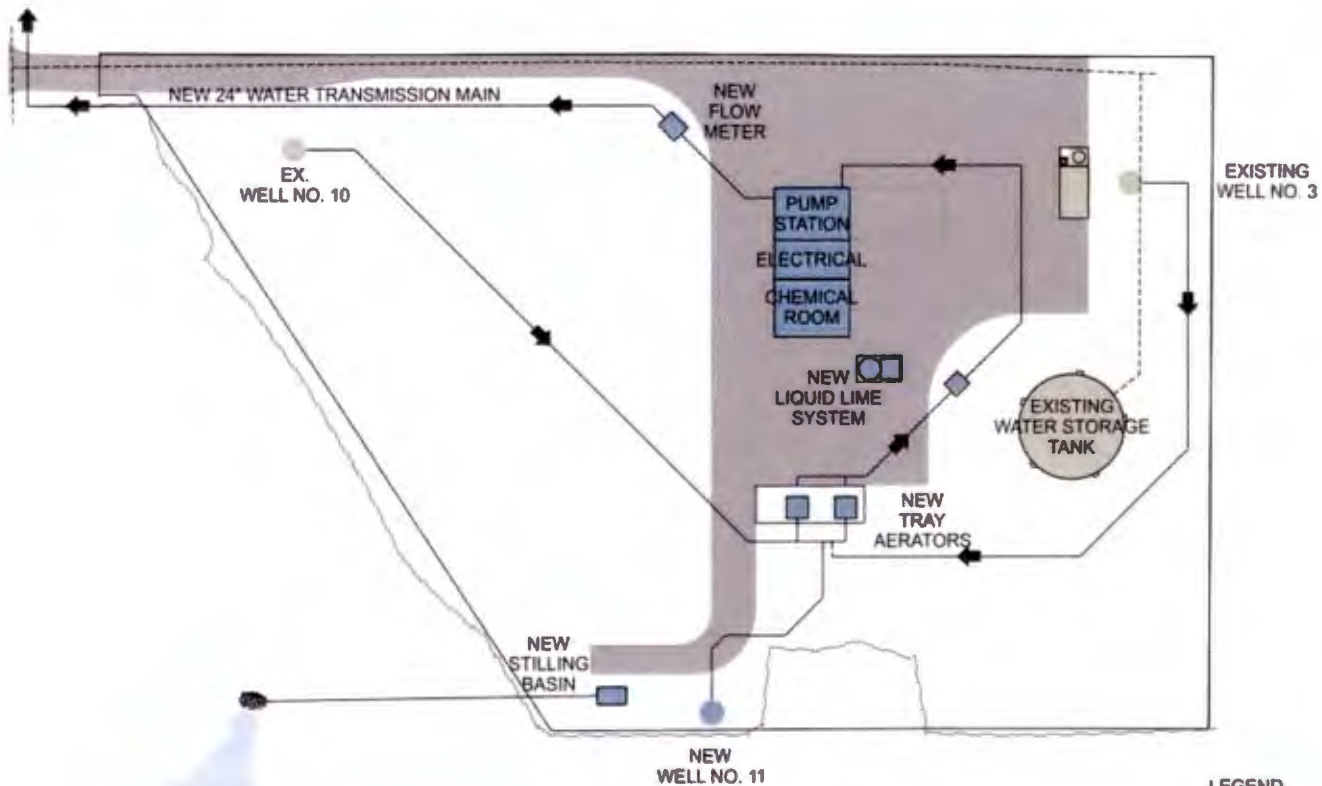 NEW 24" WATER TRANSMISSION MAIN
NEW
FLOW
METER
EX.
WELL NO. 10
EXISTING
WELL NO. 3
PUMP
STATION
ELECTRICAL
CHEMICAL
ROOM
NEW
LIQUID LIME
SYSTEM
EXISTING
WATER STORAGE
TANK
NEW
TRAY
AERATORS
NEW
STILLING
BASIN
NEW
WELL NO. 11
LEGEND